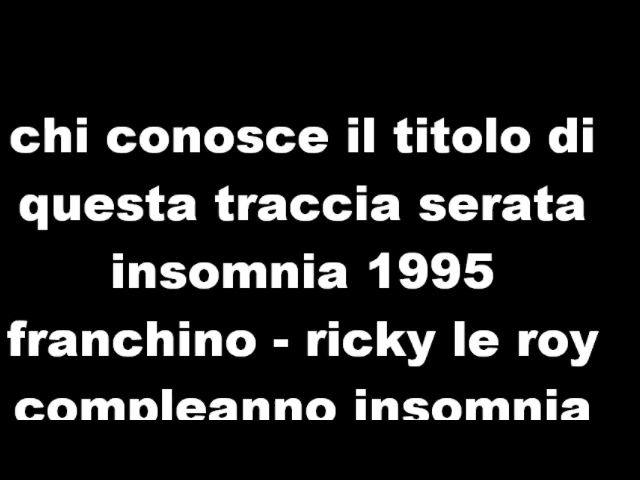 chi conosce il titolo di
questa traccia serata
insomnia 1995
franchino - ricky le roy
compleanno insomnia